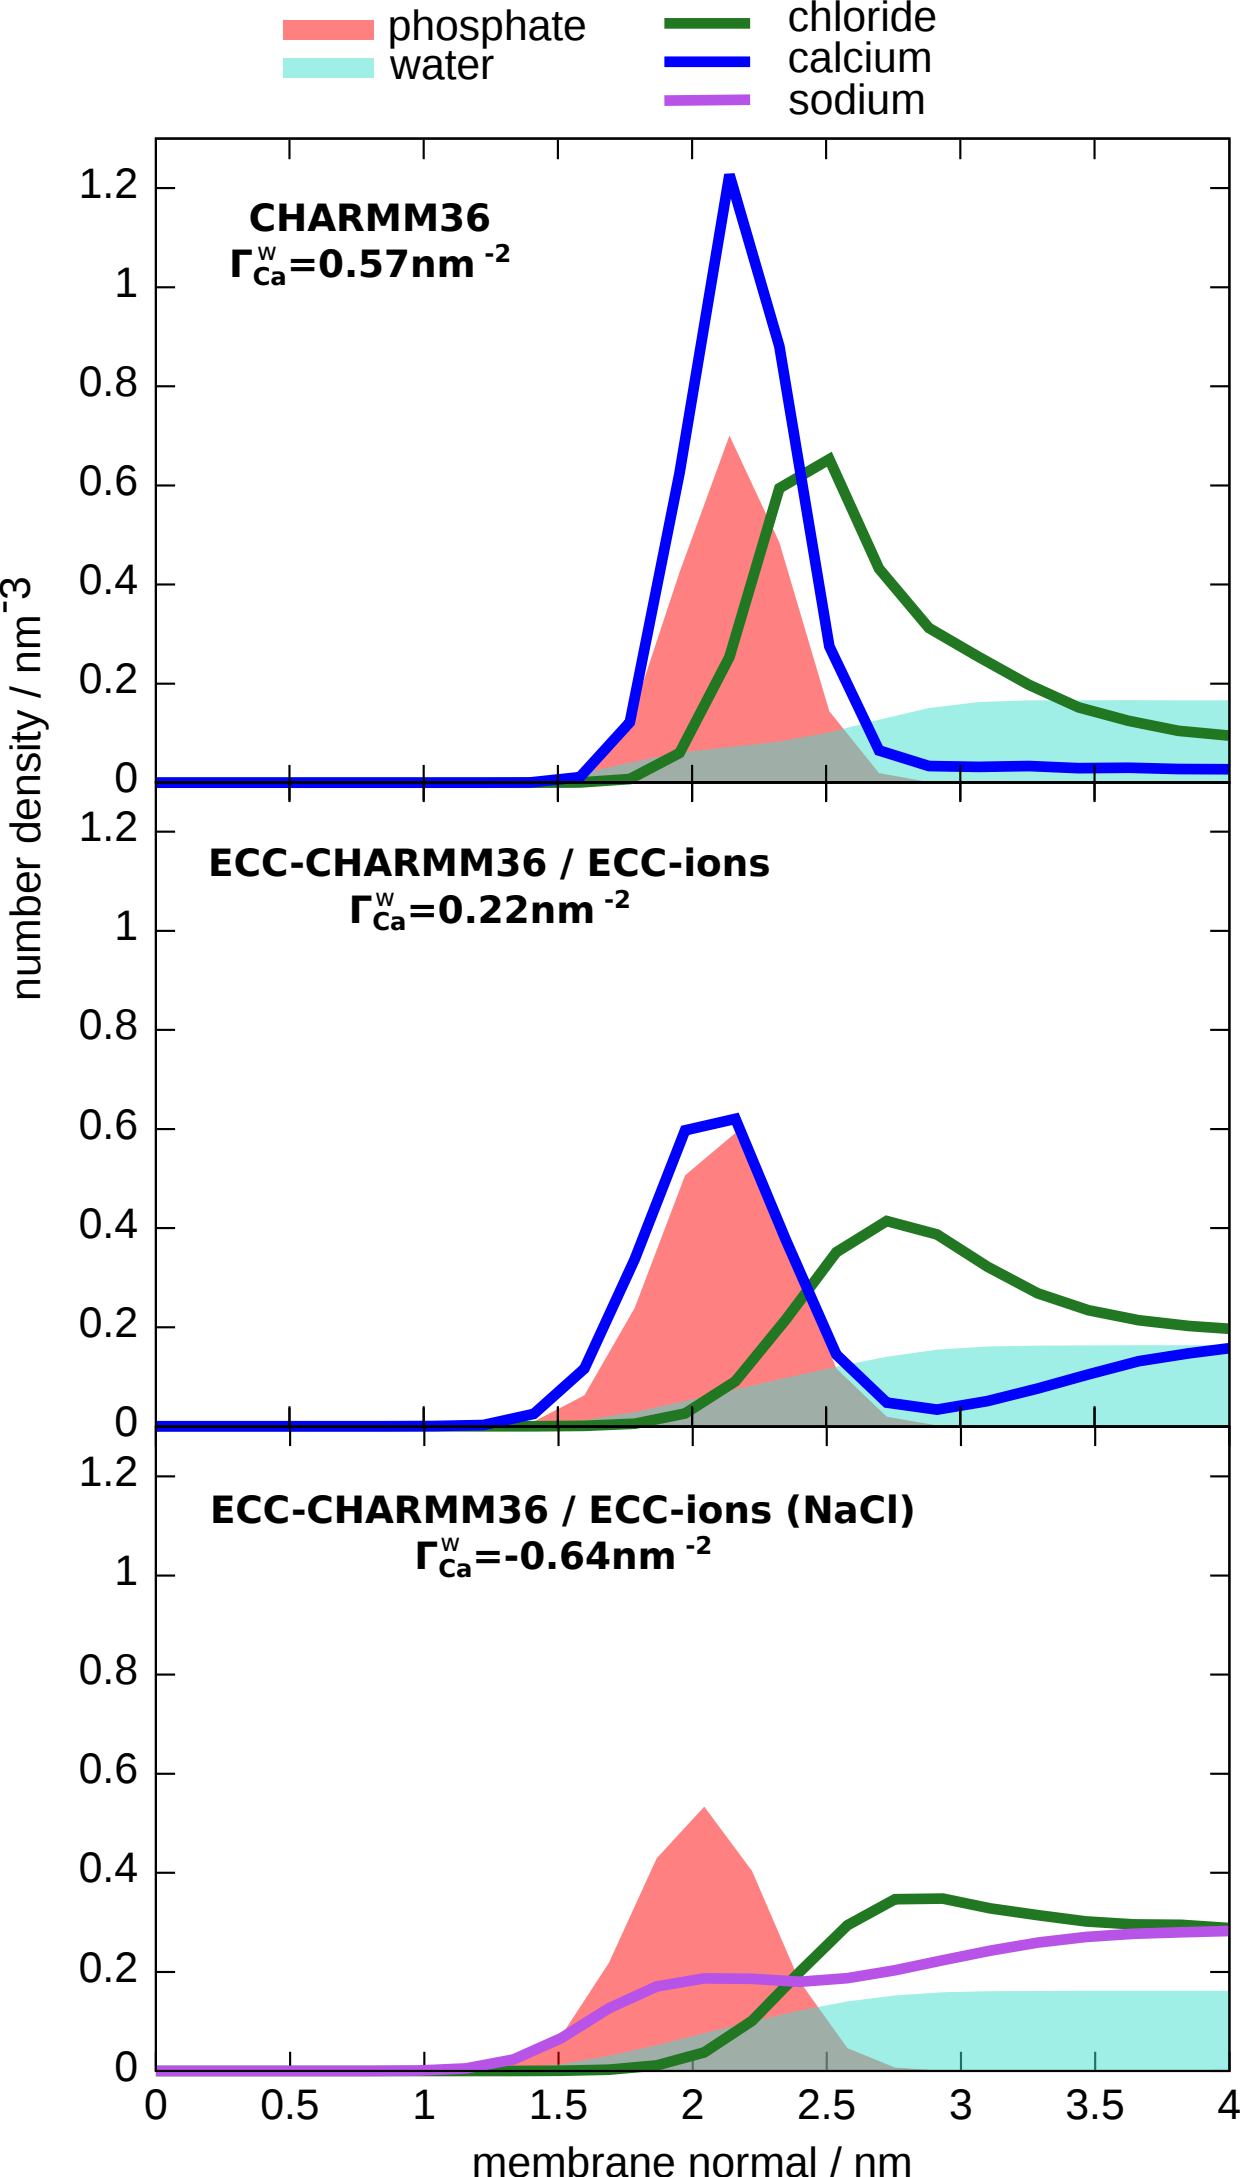 phosphate
water
chloride
calcium
sodium
number density / nm⁻3
1.2
1
0.8
0.6
0.4
0.2
0
CHARMM36
Γ^w_Ca=0.57nm^-2
1.2
1
0.8
0.6
0.4
0.2
0
ECC-CHARMM36 / ECC-ions
Γ^w_Ca=0.22nm^-2
1.2
1
0.8
0.6
0.4
0.2
0
ECC-CHARMM36 / ECC-ions (NaCl)
Γ^w_Ca=-0.64nm^-2
0 0.5 1 1.5 2 2.5 3 3.5 4
membrane normal / nm